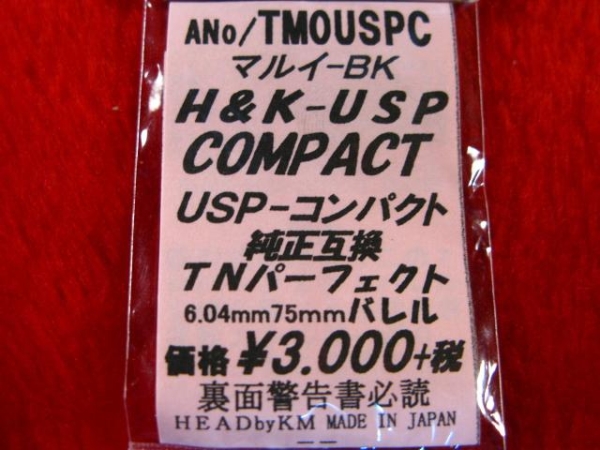 ANo/TMOUSPC
マルイ-BK
H&K-USP
COMPACT
USP-コンパクト
純正互換
TNパーフェクト
6.04mm75mmバレル
価格¥3.000+税
裏面警告書必読
HEADbyKM MADE IN JAPAN